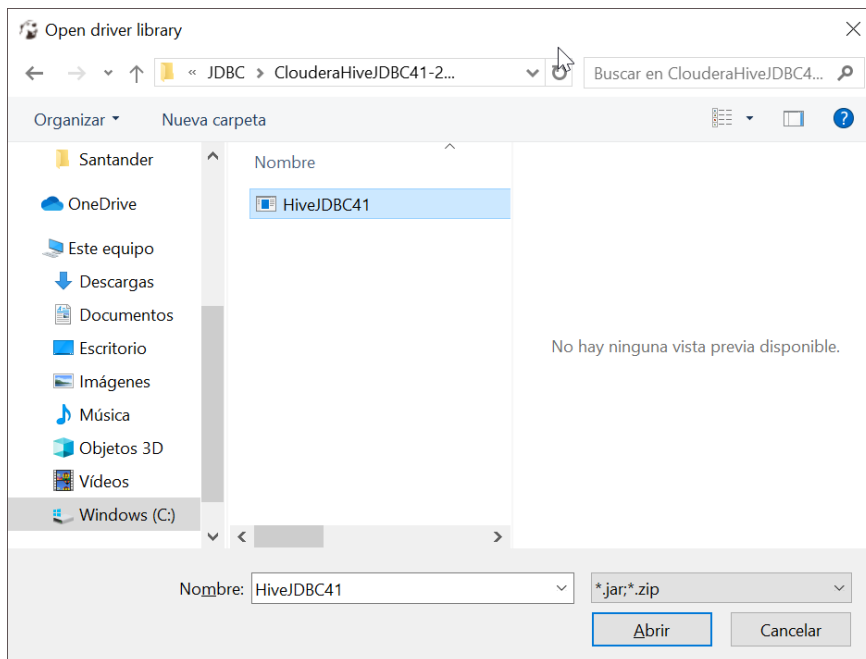 Open driver library
« JDBC > ClouderaHiveJDBC41-2...
Buscar en ClouderaHiveJDBC4...
Organizar
Nueva carpeta
Santander
OneDrive
Este equipo
Descargas
Documentos
Escritorio
Imágenes
Música
Objetos 3D
Vídeos
Windows (C:)
Nombre
HiveJDBC41
No hay ninguna vista previa disponible.
Nombre: HiveJDBC41
*.jar;*.zip
Abrir
Cancelar